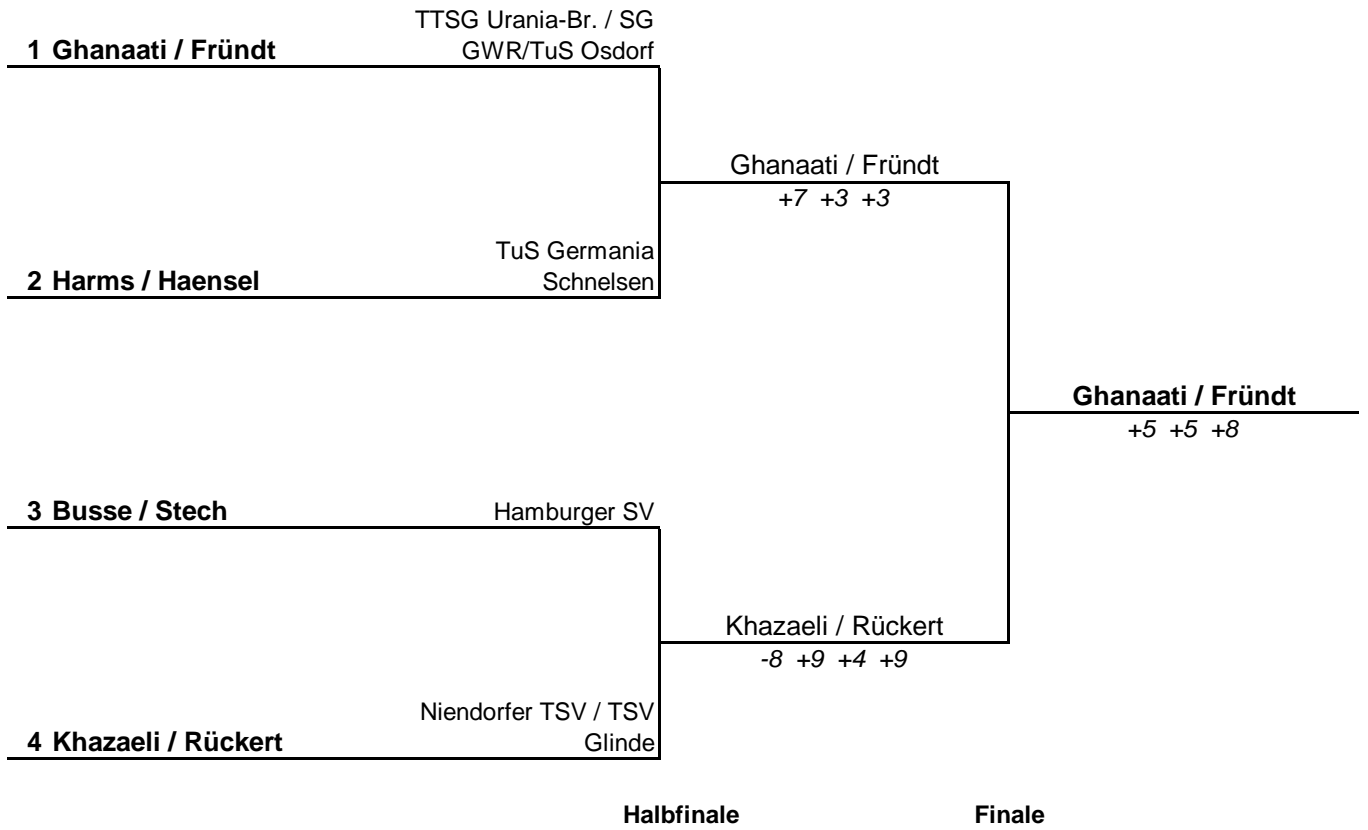 TTSG Urania-Br. / SG
1 Ghanaati / Fründt GWR/TuS Osdorf
Ghanaati / Fründt
+7 +3 +3
TuS Germania
2 Harms / Haensel Schnelsen
Ghanaati / Fründt
+5 +5 +8
3 Busse / Stech Hamburger SV
Khazaeli / Rückert
-8 +9 +4 +9
Niendorfer TSV / TSV
4 Khazaeli / Rückert Glinde
Halbfinale Finale